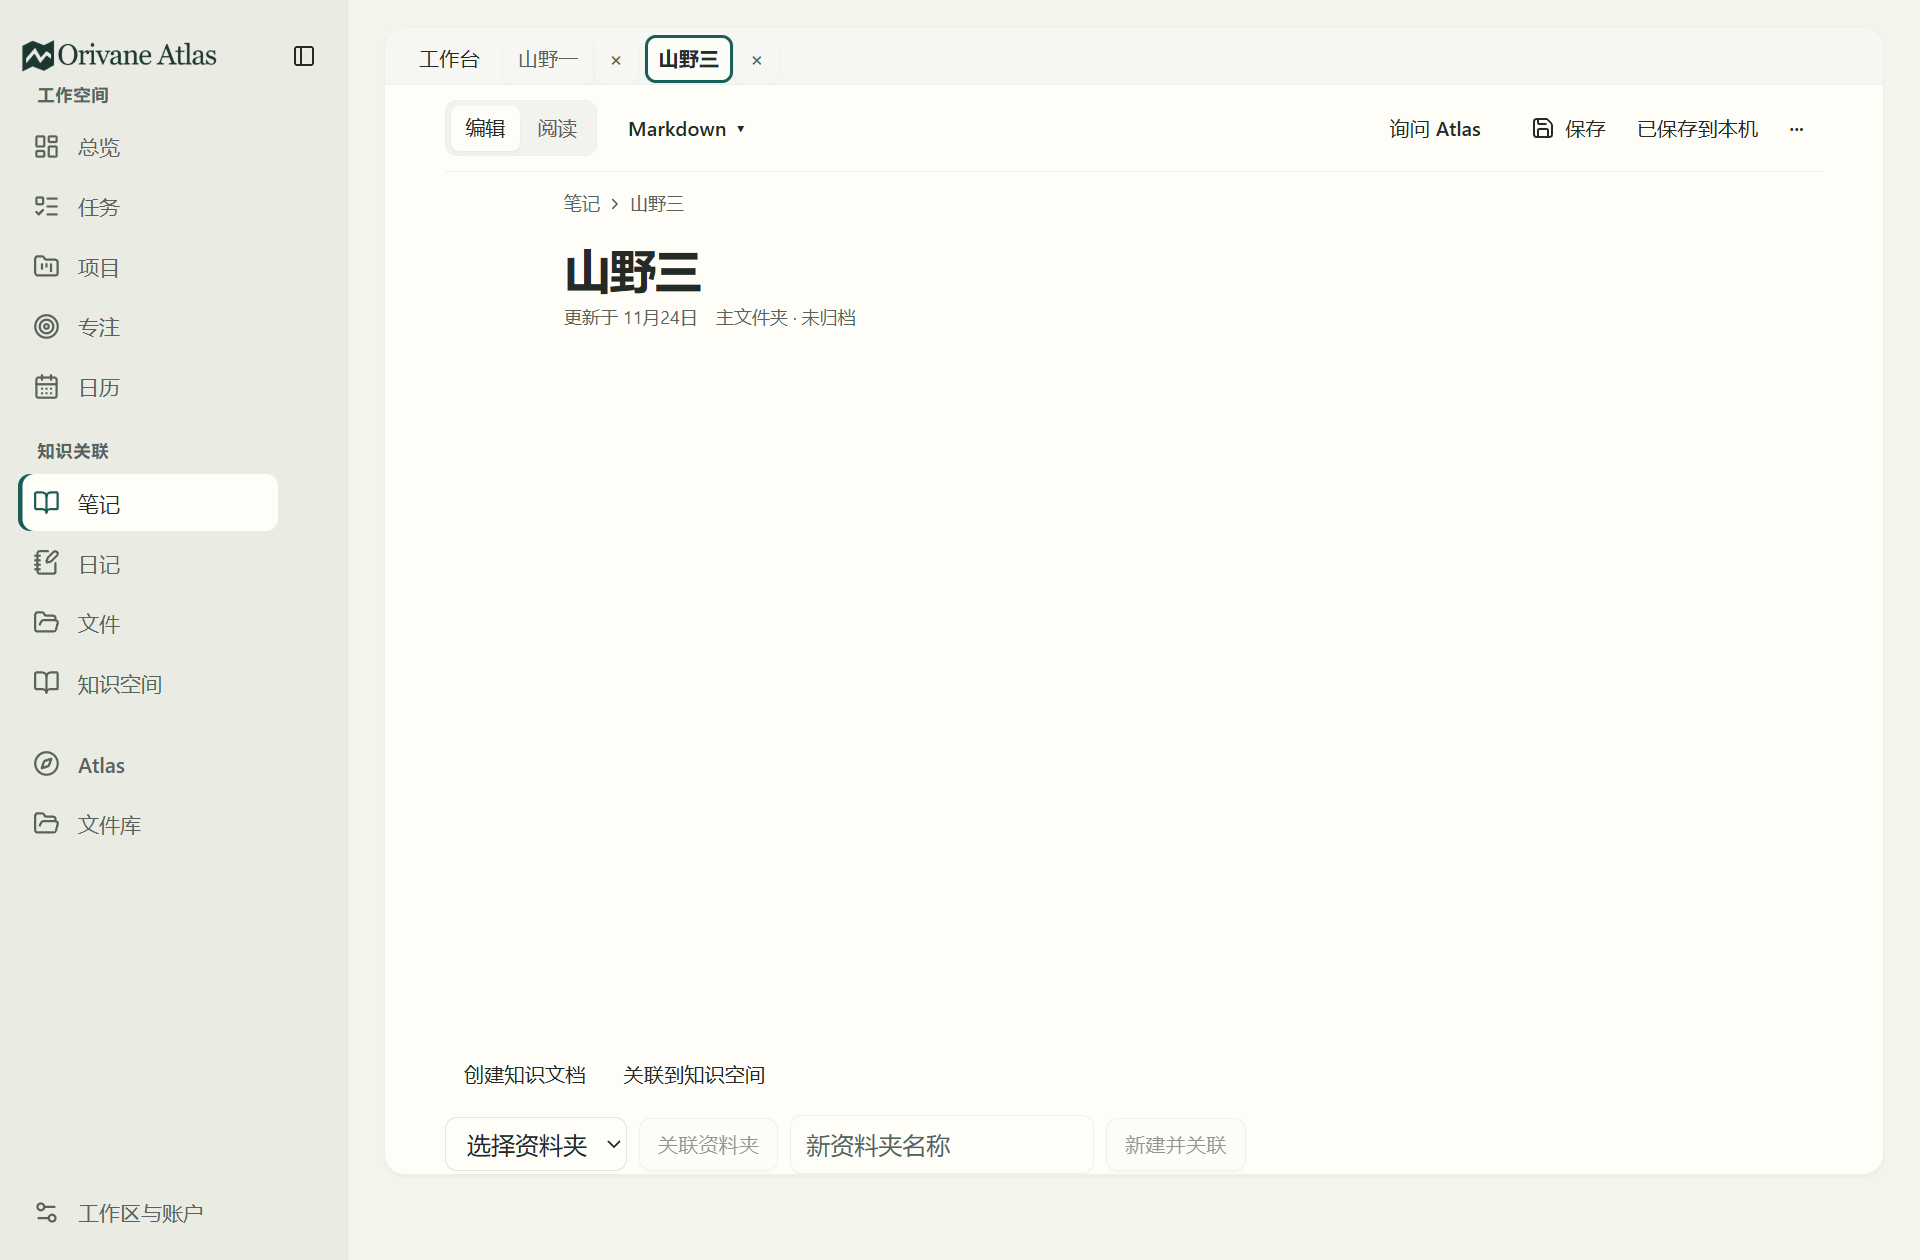 Orivane Atlas
工作空间
总览
任务
项目
专注
日历
知识关联
笔记
日记
文件
知识空间
Atlas
文件库
工作区与账户
工作台 山野一 × 山野三 ×
编辑 阅读 Markdown ▾ 询问 Atlas 保存 已保存到本机 ···
笔记 › 山野三
山野三
更新于 11月24日 主文件夹 · 未归档
创建知识文档 关联到知识空间
选择资料夹 关联资料夹 新资料夹名称 新建并关联